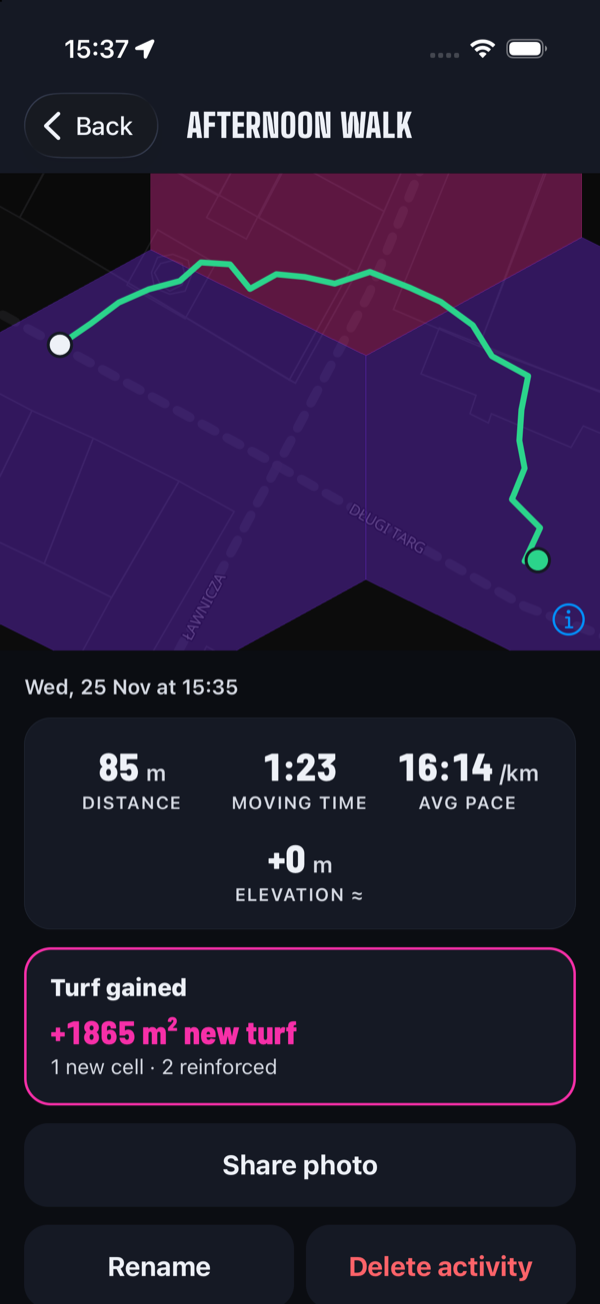 15:37
Back
AFTERNOON WALK
DŁUGI TARG
ŁAWNICZA
Wed, 25 Nov at 15:35
85 m
DISTANCE
1:23
MOVING TIME
16:14 /km
AVG PACE
+0 m
ELEVATION ≈
Turf gained
+1865 m² new turf
1 new cell · 2 reinforced
Share photo
Rename
Delete activity